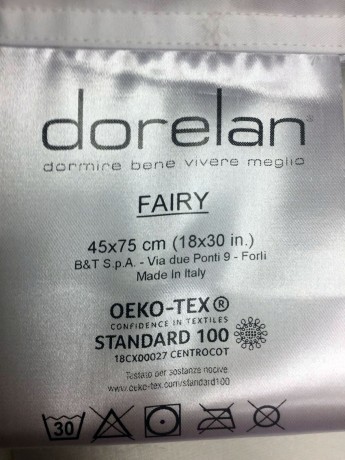 dorelan®
dormire bene vivere meglio
FAIRY
45x75 cm (18x30 in.)
B&T S.p.A. - Via due Ponti 9 - Forlì
Made in Italy
OEKO-TEX®
CONFIDENCE IN TEXTILES
STANDARD 100
18CX00027 CENTROCOT
Testato per sostanze nocive
www.oeko-tex.com/standard100
30